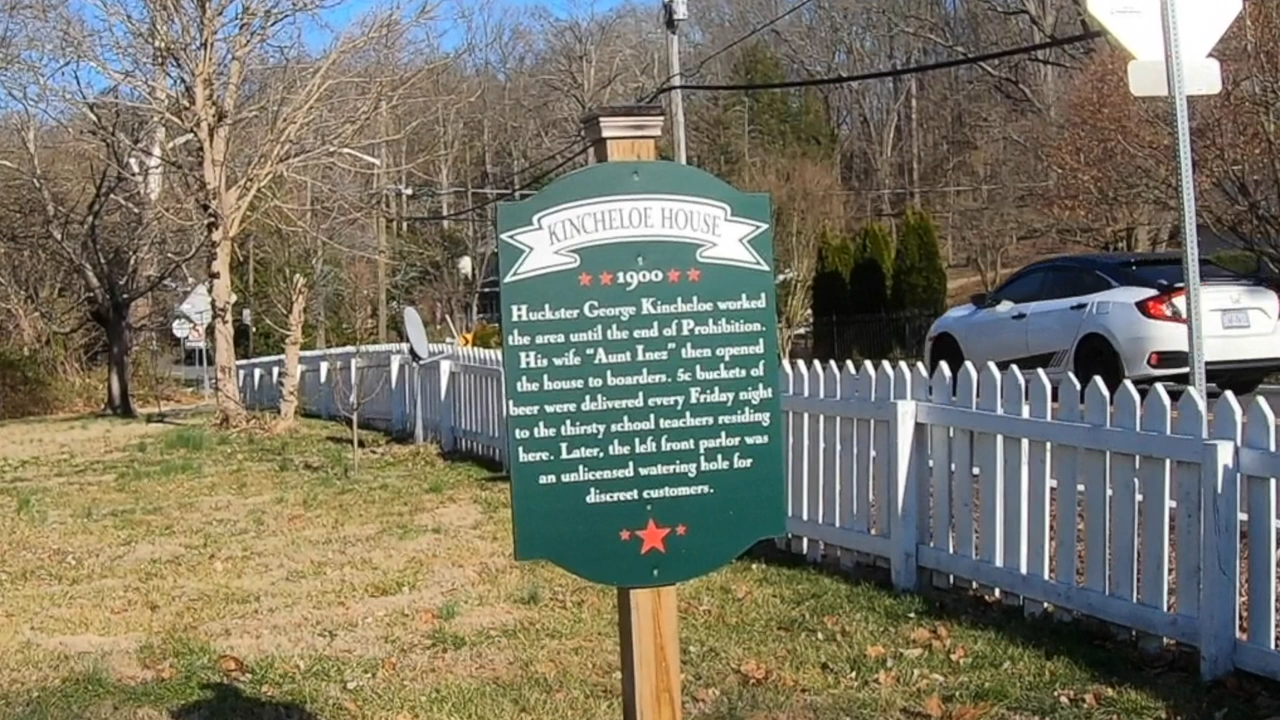 KINCHELOE HOUSE
1900
Huckster George Kincheloe worked
the area until the end of Prohibition.
His wife "Aunt Inez" then opened
the house to boarders. 5c buckets of
beer were delivered every Friday night
to the thirsty school teachers residing
here. Later, the left front parlor was
an unlicensed watering hole for
discreet customers.